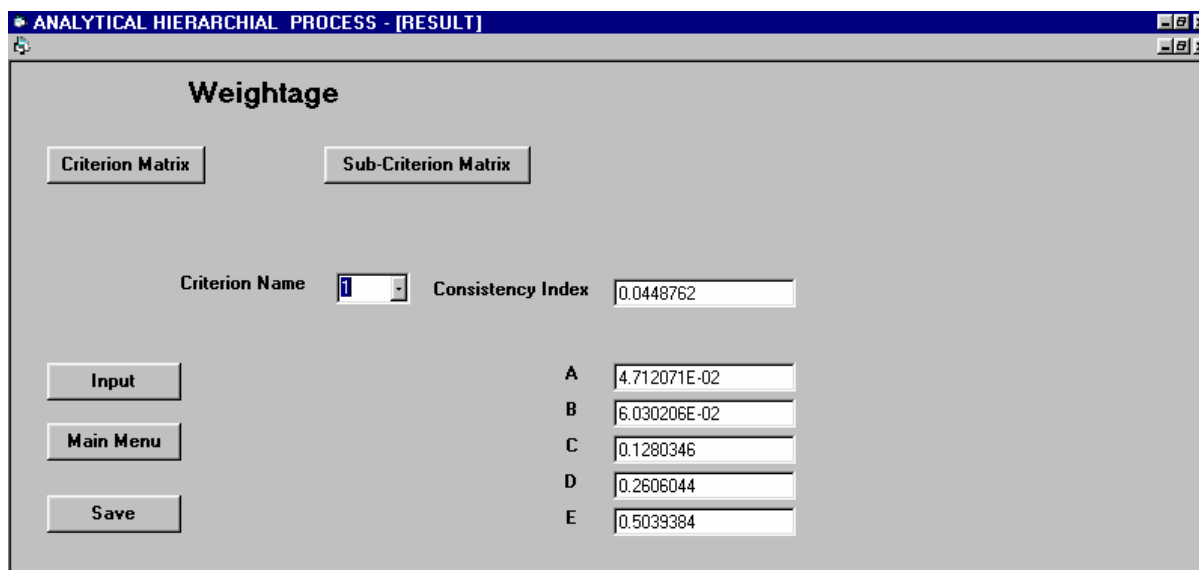 ANALYTICAL HIERARCHIAL PROCESS - [RESULT]
Weightage
Criterion Matrix
Sub-Criterion Matrix
Criterion Name 1 Consistency Index 0.0448762
Input
A 4.712071E-02
B 6.030206E-02
Main Menu
C 0.1280346
D 0.2606044
Save
E 0.5039384